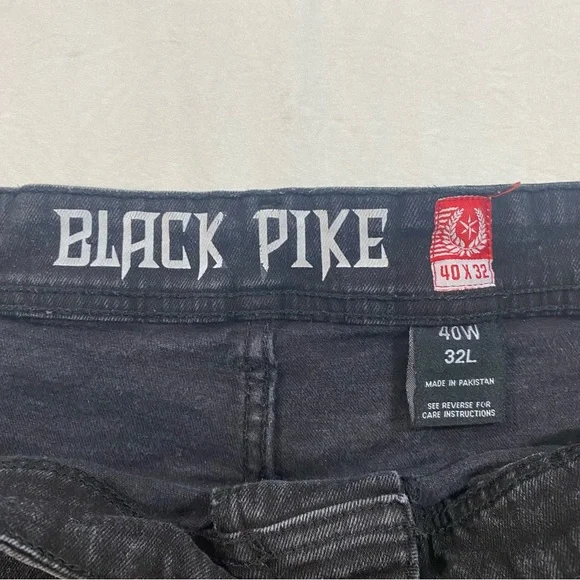 BLACK PIKE
40 X 32
40W
32L
MADE IN PAKISTAN
SEE REVERSE FOR
CARE INSTRUCTIONS